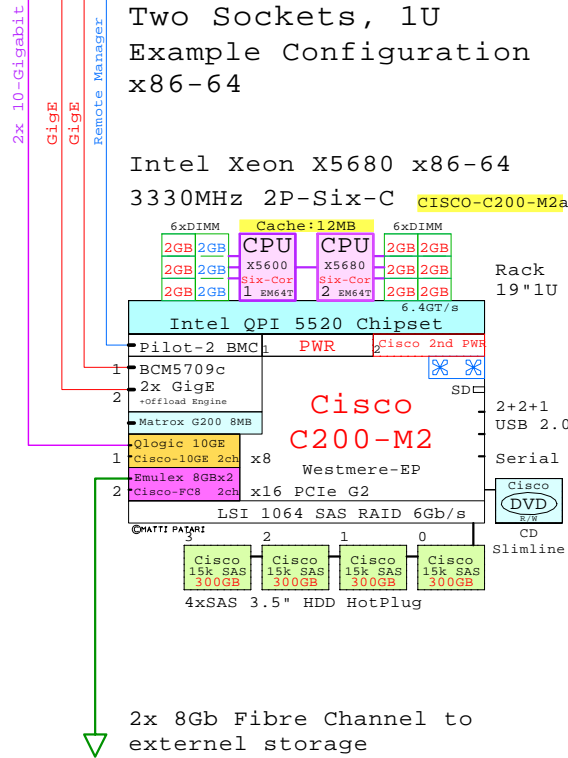 Two Sockets, 1U
Example Configuration
x86-64
2x 10-Gigabit
GigE
GigE
Remote Manager
Intel Xeon X5680 x86-64
3330MHz 2P-Six-C
CISCO-C200-M2a
6xDIMM
Cache:12MB
6xDIMM
2GB 2GB
CPU
CPU
2GB 2GB
2GB 2GB
X5600
X5680
2GB 2GB
Six-Cor
Six-Cor
2GB 2GB
1 EM64T
2 EM64T
2GB 2GB
Rack
19"1U
6.4GT/s
Intel QPI 5520 Chipset
Pilot-2 BMC
1 PWR
2 Cisco 2nd PWR
1 BCM5709c
2x GigE
2 +Offload Engine
SD
Matrox G200 8MB
Cisco
C200-M2
Westmere-EP
2+2+1
USB 2.0
Serial
Qlogic 10GE
1 Cisco-10GE 2ch x8
Emulex 8GBx2
2 Cisco-FC8 2ch x16 PCIe G2
Cisco
DVD
R/W
CD
Slimline
LSI 1064 SAS RAID 6Gb/s
©MATTI PATARI
3 2 1 0
Cisco Cisco Cisco Cisco
15k SAS 15k SAS 15k SAS 15k SAS
300GB 300GB 300GB 300GB
4xSAS 3.5" HDD HotPlug
2x 8Gb Fibre Channel to
externel storage